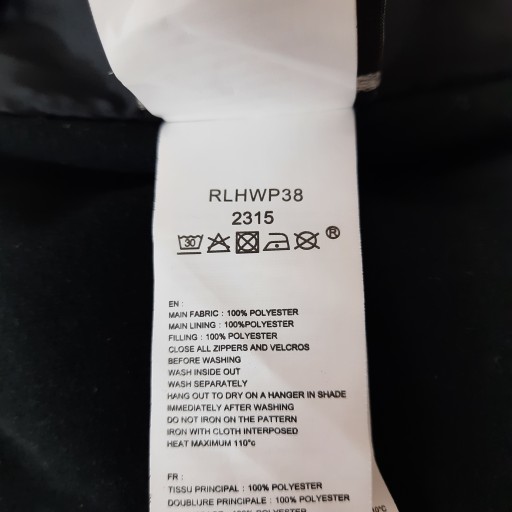 RLHWP38
2315
30 ®
EN :
MAIN FABRIC : 100% POLYESTER
MAIN LINING : 100%POLYESTER
FILLING : 100% POLYESTER
CLOSE ALL ZIPPERS AND VELCROS
BEFORE WASHING
WASH INSIDE OUT
WASH SEPARATELY
HANG OUT TO DRY ON A HANGER IN SHADE
IMMEDIATELY AFTER WASHING
DO NOT IRON ON THE PATTERN
IRON WITH CLOTH INTERPOSED
HEAT MAXIMUM 110°c
FR :
TISSU PRINCIPAL : 100% POLYESTER
DOUBLURE PRINCIPALE : 100% POLYESTER